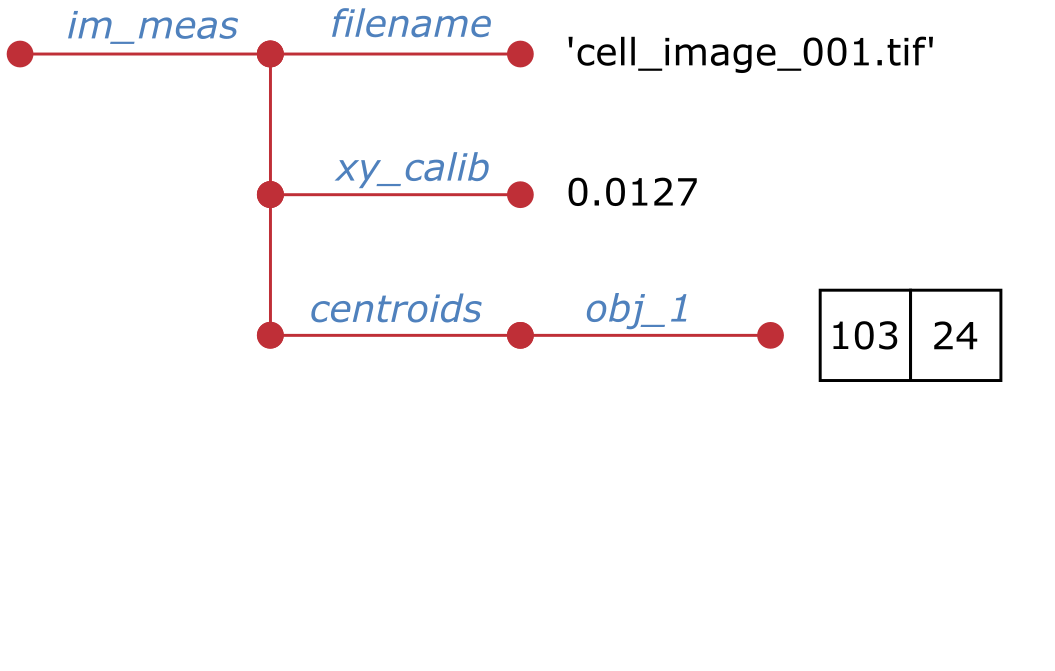 im_meas
filename
'cell_image_001.tif'
xy_calib
0.0127
centroids
obj_1
103 24